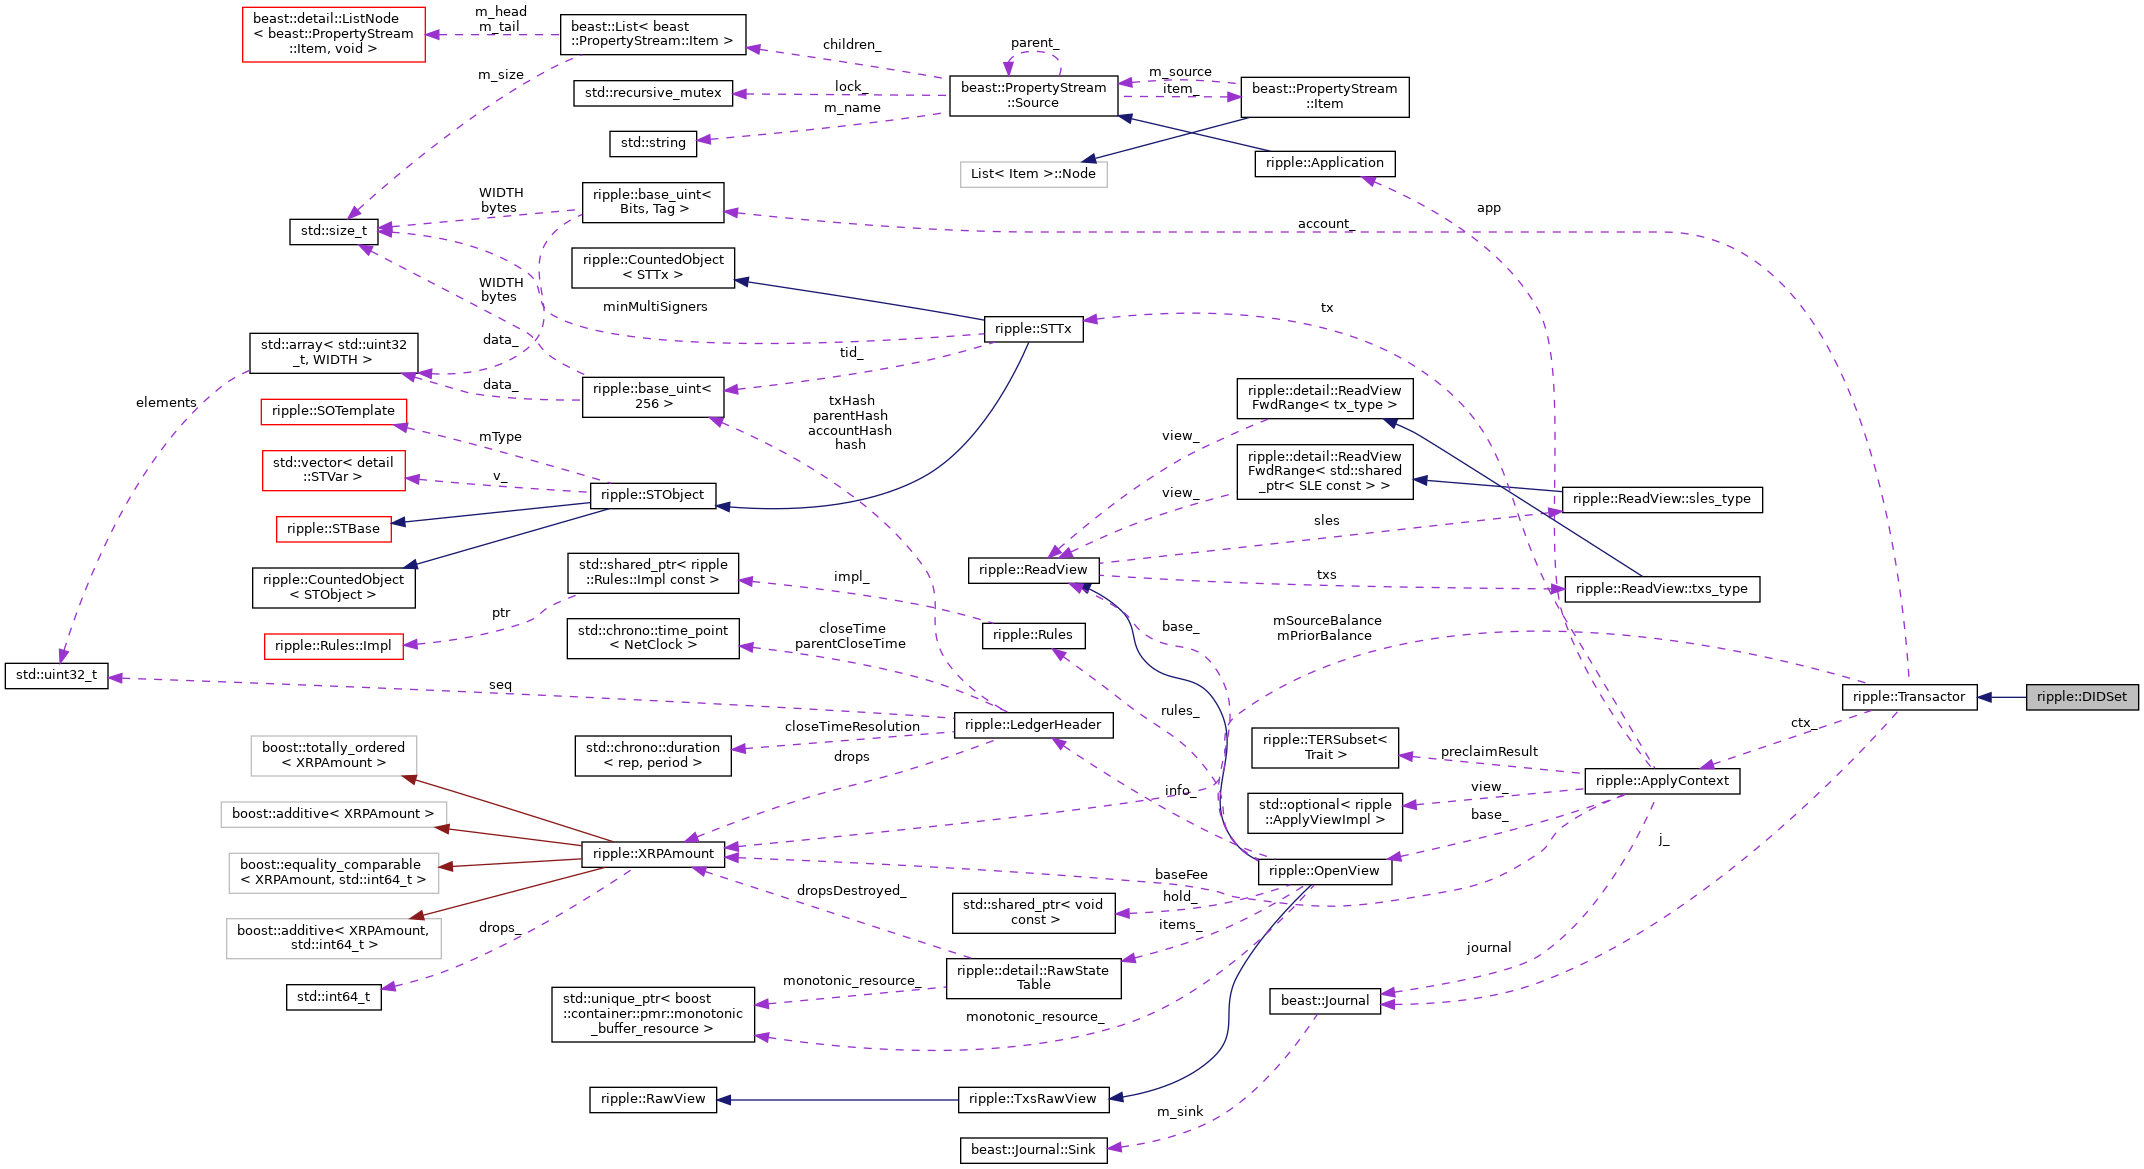 beast::detail::ListNode
< beast::PropertyStream
::Item, void >
m_head
m_tail
beast::List< beast
::PropertyStream::Item >
children_
parent_
m_size
std::recursive_mutex
lock_
beast::PropertyStream
::Source
m_source
item_
beast::PropertyStream
::Item
m_name
std::string
List< Item >::Node
ripple::Application
WIDTH
bytes
ripple::base_uint<
Bits, Tag >
app
account_
std::size_t
ripple::CountedObject
< STTx >
WIDTH
bytes
minMultiSigners
ripple::STTx
tx
std::array< std::uint32
_t, WIDTH >
data_
tid_
data_
ripple::base_uint<
256 >
elements
ripple::SOTemplate
txHash
parentHash
accountHash
hash
ripple::detail::ReadView
FwdRange< tx_type >
mType
view_
std::vector< detail
::STVar >
v_
ripple::STObject
ripple::detail::ReadView
FwdRange< std::shared
_ptr< SLE const > >
view_
ripple::ReadView::sles_type
sles
ripple::STBase
ripple::CountedObject
< STObject >
std::shared_ptr< ripple
::Rules::Impl const >
impl_
ripple::ReadView
txs
ripple::ReadView::txs_type
ptr
ripple::Rules::Impl
std::chrono::time_point
< NetClock >
closeTime
parentCloseTime
ripple::Rules
base_
mSourceBalance
mPriorBalance
std::uint32_t
seq
rules_
ripple::Transactor
ripple::DIDSet
ripple::LedgerHeader
closeTimeResolution
ctx_
boost::totally_ordered
< XRPAmount >
std::chrono::duration
< rep, period >
drops
ripple::TERSubset<
Trait >
preclaimResult
ripple::ApplyContext
boost::additive< XRPAmount >
info_
std::optional< ripple
::ApplyViewImpl >
view_
base_
j_
ripple::XRPAmount
boost::equality_comparable
< XRPAmount, std::int64_t >
baseFee
ripple::OpenView
dropsDestroyed_
std::shared_ptr< void
const >
hold_
boost::additive< XRPAmount,
std::int64_t >
drops_
items_
journal
std::int64_t
ripple::detail::RawState
Table
monotonic_resource_
std::unique_ptr< boost
::container::pmr::monotonic
_buffer_resource >
monotonic_resource_
beast::Journal
ripple::RawView
ripple::TxsRawView
m_sink
beast::Journal::Sink